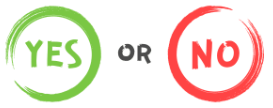 YES OR NO